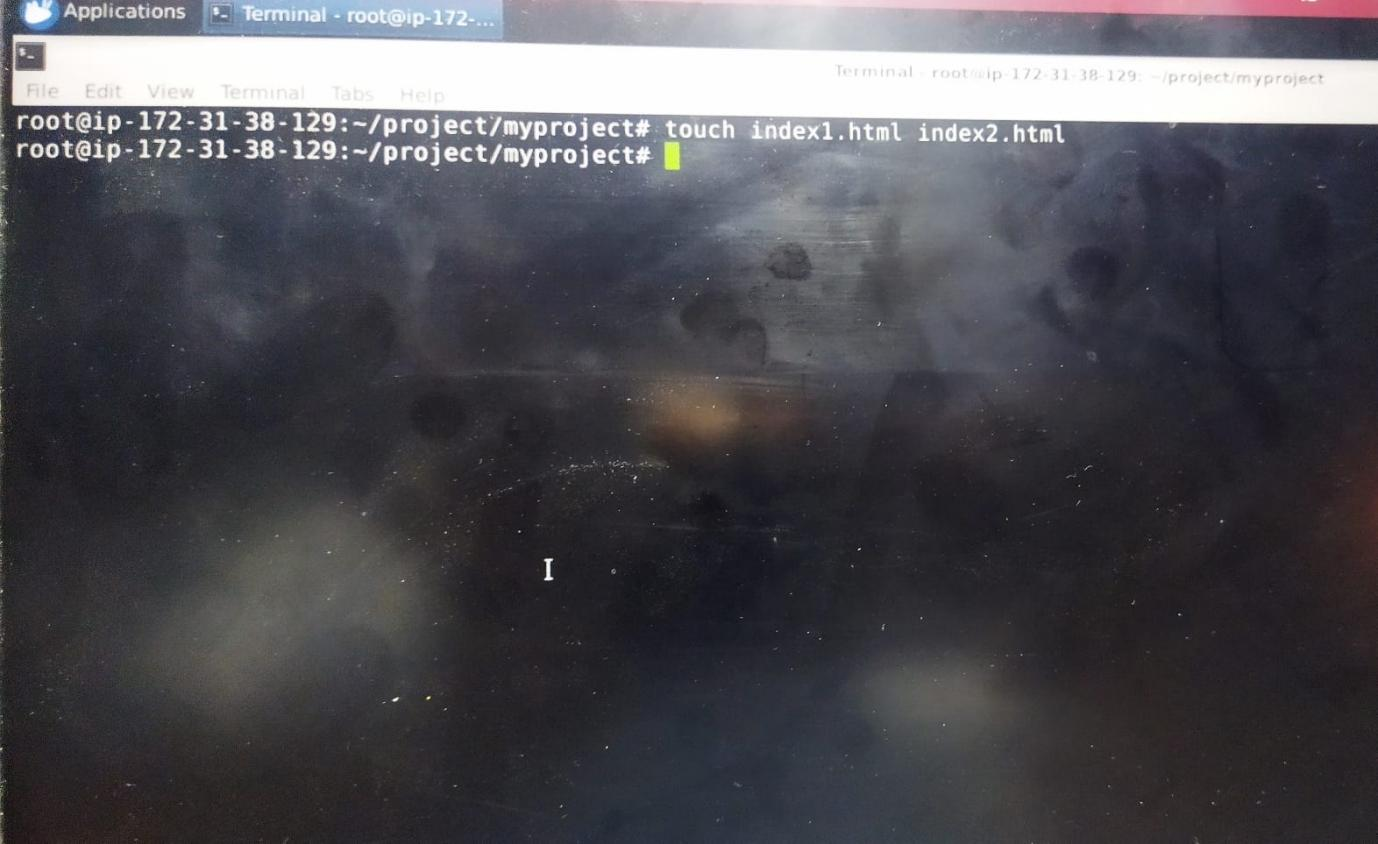 Applications Terminal - root@ip-172-...
Terminal - root@ip-172-31-38-129: ~/project/myproject
File Edit View Terminal Tabs Help
root@ip-172-31-38-129:~/project/myproject# touch index1.html index2.html
root@ip-172-31-38-129:~/project/myproject#